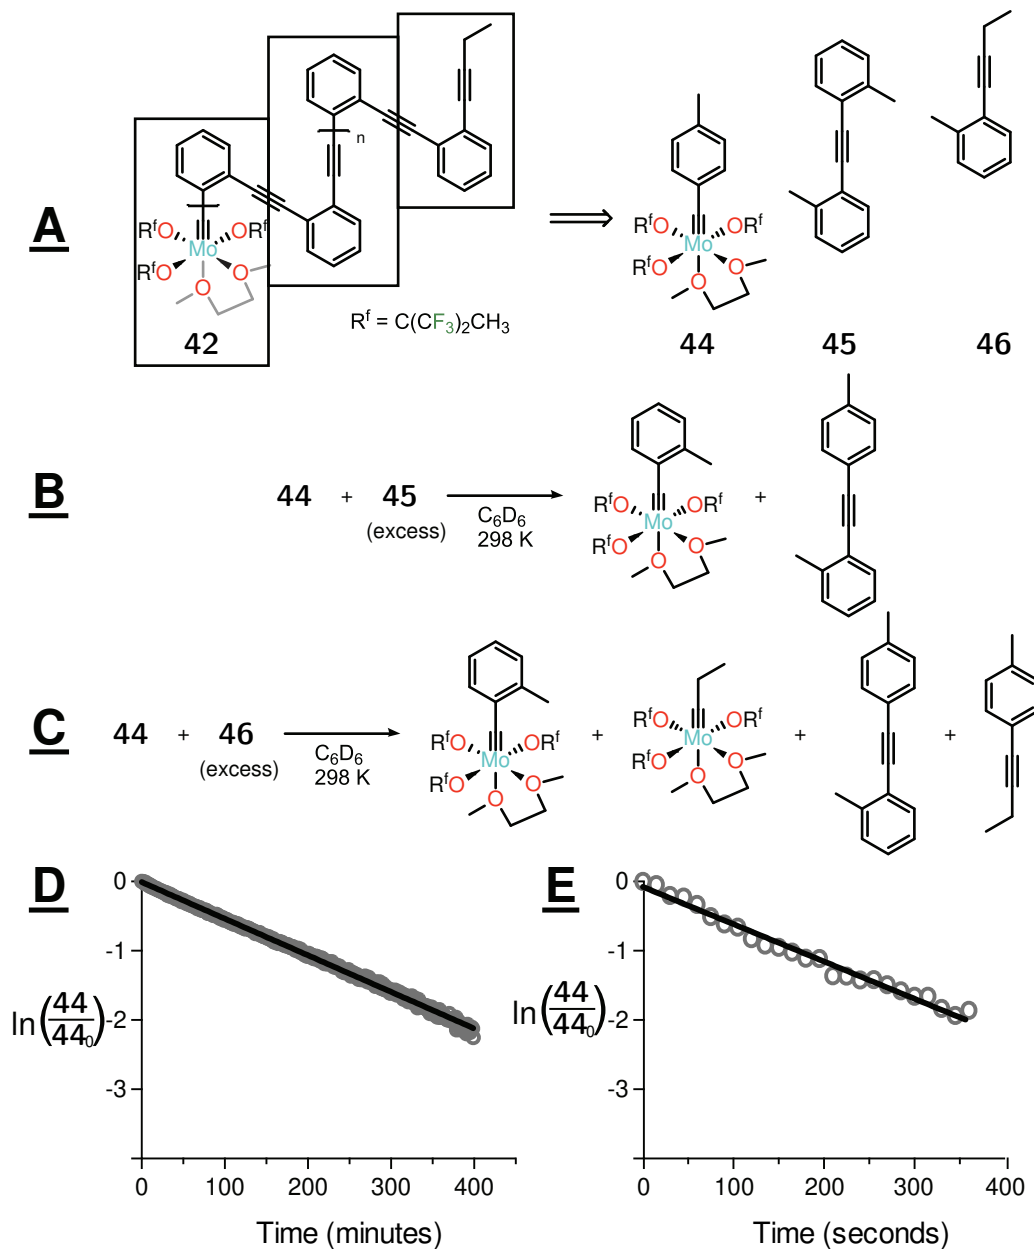 A
n
RfO
ORf
Mo
RfO
O
O
42
Rf = C(CF3)2CH3
RfO
ORf
Mo
RfO
O
O
44
45
46
B
44 + 45
(excess)
C6D6
298 K
RfO
ORf
Mo
RfO
O
O
+
C
44 + 46
(excess)
C6D6
298 K
RfO
ORf
Mo
RfO
O
O
+
RfO
ORf
Mo
RfO
O
O
+
+
D
0
-1
-2
-3
ln(44/440)
0 100 200 300 400
Time (minutes)
E
0
-1
-2
-3
ln(44/440)
0 100 200 300 400
Time (seconds)